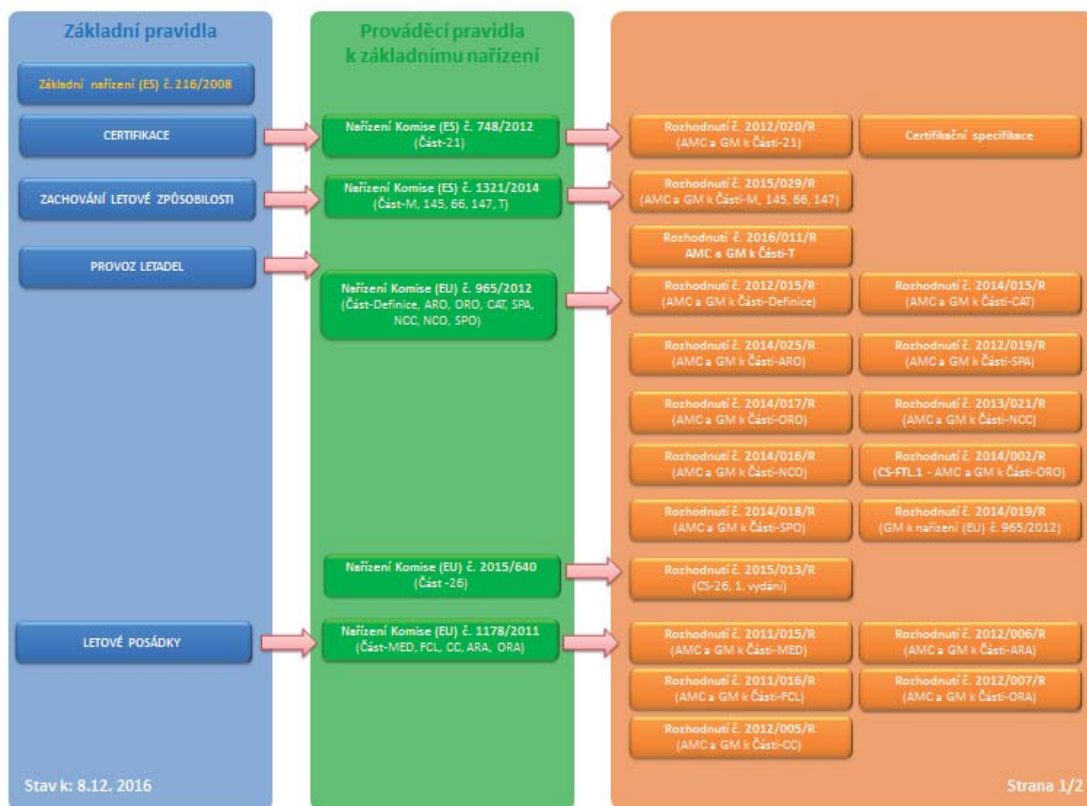 Základní pravidla
Základní nařízení (ES) č. 216/2008
CERTIFIKACE
ZACHOVÁNÍ LETOVÉ ZPŮSOBILOSTI
PROVOZ LETADEL
LETOVÉ POSÁDKY
Stav k: 8.12. 2016
Prováděcí pravidla
k základnímu nařízení
Nařízení Komise (ES) č. 748/2012
(Část-21)
Nařízení Komise (ES) č. 1321/2014
(Část-M, 145, 66, 147, T)
Nařízení Komise (EU) č. 965/2012
(Část-Definice, ARO, ORO, CAT, SPA,
NCC, NCO, SPO)
Nařízení Komise (EU) č. 2015/640
(Část -26)
Nařízení Komise (EU) č. 1178/2011
(Část-MED, FCL, CC, ARA, ORA)
Rozhodnutí č. 2012/020/R
(AMC a GM k Části-21)
Certifikační specifikace
Rozhodnutí č. 2015/029/R
(AMC a GM k Části-M, 145, 66, 147)
Rozhodnutí č. 2016/011/R
AMC a GM k Části-T
Rozhodnutí č. 2012/015/R
(AMC a GM k Části-Definice)
Rozhodnutí č. 2014/015/R
(AMC a GM k Části-CAT)
Rozhodnutí č. 2014/025/R
(AMC a GM k Části-ARO)
Rozhodnutí č. 2012/019/R
(AMC a GM k Části-SPA)
Rozhodnutí č. 2014/017/R
(AMC a GM k Části-ORO)
Rozhodnutí č. 2013/021/R
(AMC a GM k Části-NCC)
Rozhodnutí č. 2014/016/R
(AMC a GM k Části-NCO)
Rozhodnutí č. 2014/002/R
(CS-FTL.1 - AMC a GM k Části-ORO)
Rozhodnutí č. 2014/018/R
(AMC a GM k Části-SPO)
Rozhodnutí č. 2014/019/R
(GM k nařízení (EU) č. 965/2012)
Rozhodnutí č. 2015/013/R
(CS-26, 1. vydání)
Rozhodnutí č. 2011/015/R
(AMC a GM k Části-MED)
Rozhodnutí č. 2012/006/R
(AMC a GM k Části-ARA)
Rozhodnutí č. 2011/016/R
(AMC a GM k Části-FCL)
Rozhodnutí č. 2012/007/R
(AMC a GM k Části-ORA)
Rozhodnutí č. 2012/005/R
(AMC a GM k Části-CC)
Strana 1/2